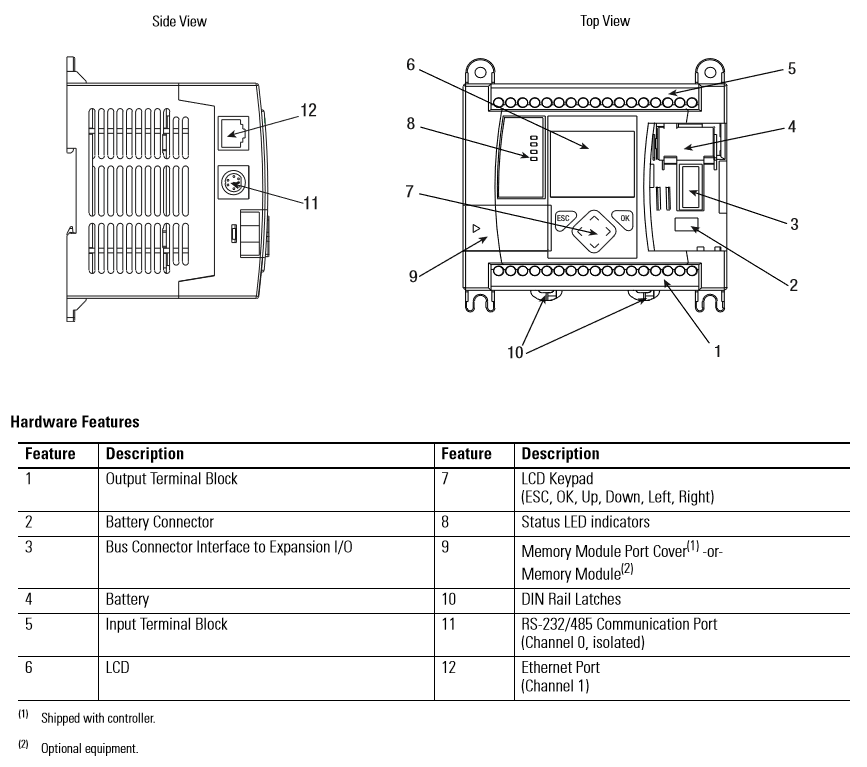 Side View
Top View
6
5
12
8
4
7
11
ESC
OK
3
9
2
10
1
Hardware Features
Feature Description Feature Description
1 Output Terminal Block 7 LCD Keypad
(ESC, OK, Up, Down, Left, Right)
2 Battery Connector 8 Status LED indicators
3 Bus Connector Interface to Expansion I/O 9 Memory Module Port Cover(1) -or-
Memory Module(2)
4 Battery 10 DIN Rail Latches
5 Input Terminal Block 11 RS-232/485 Communication Port
(Channel 0, isolated)
6 LCD 12 Ethernet Port
(Channel 1)
(1) Shipped with controller.
(2) Optional equipment.